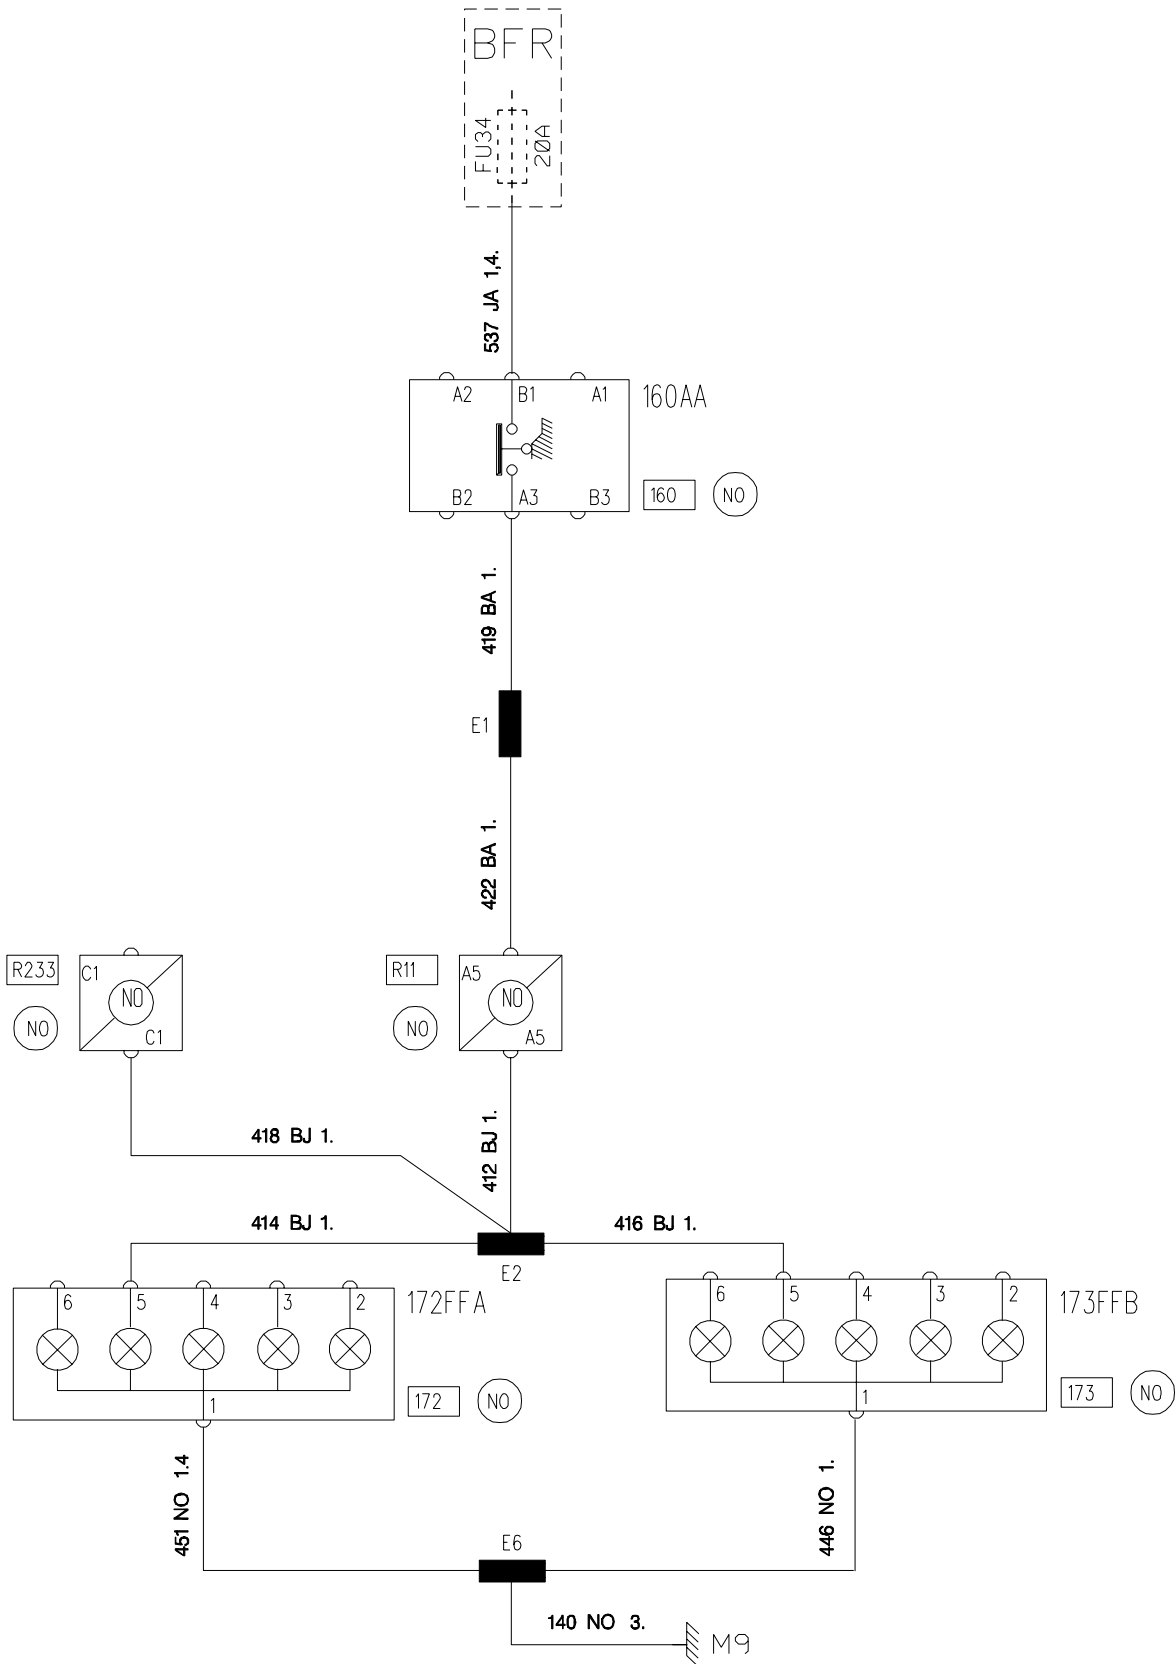 BFR
FU34
20A
537 JA 1,4.
A2 B1 A1
160AA
B2 A3 B3
160 NO
419 BA 1.
E1
422 BA 1.
R233
C1
NO
C1
NO
R11
A5
NO
A5
NO
418 BJ 1.
412 BJ 1.
414 BJ 1.
416 BJ 1.
E2
6 5 4 3 2
172FFA
1
172 NO
6 5 4 3 2
173FFB
1
173 NO
451 NO 1.4
446 NO 1.
E6
140 NO 3.
M9